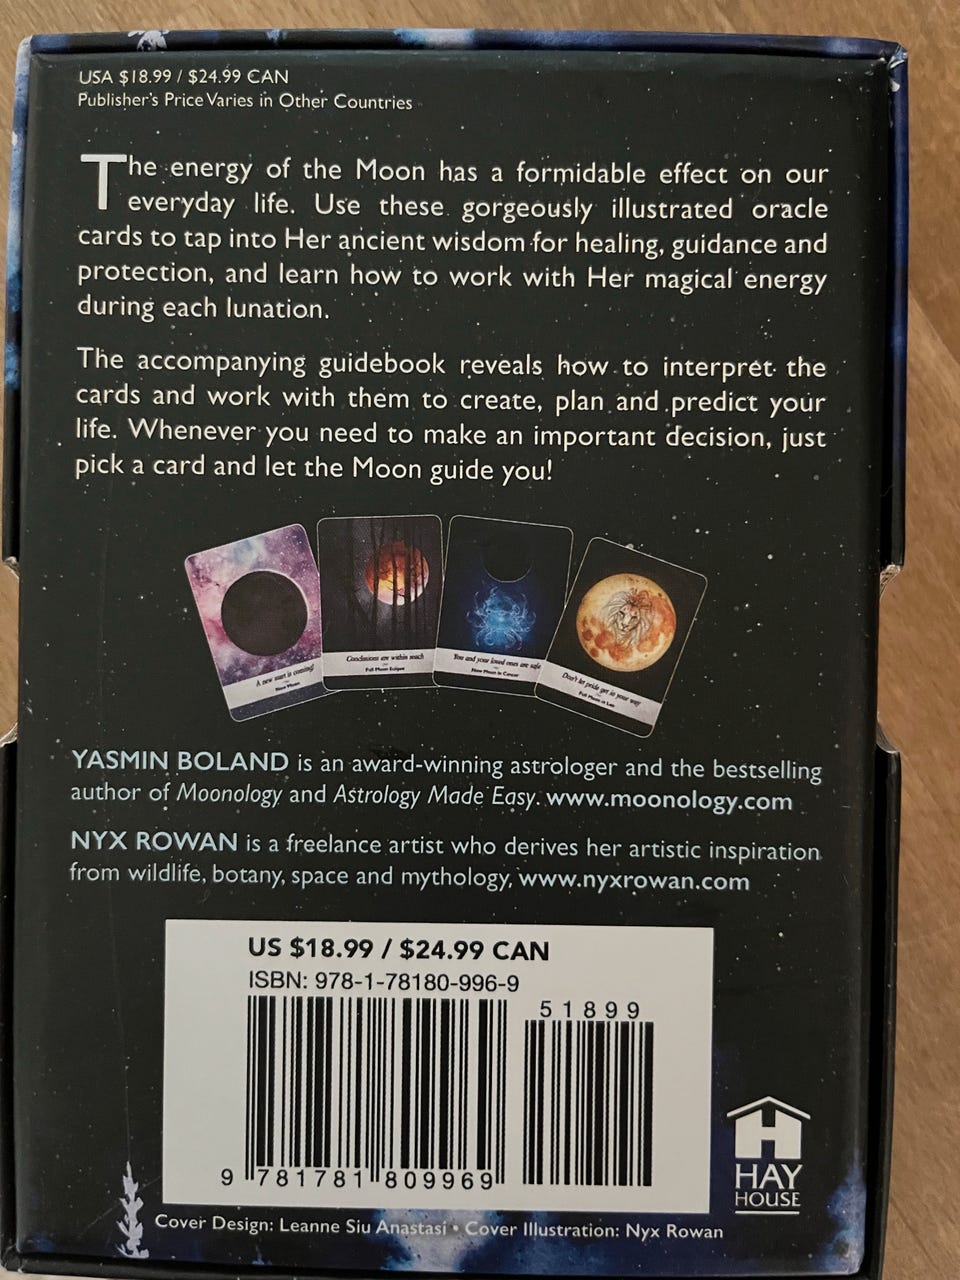 USA $18.99 / $24.99 CAN
Publisher's Price Varies in Other Countries
The energy of the Moon has a formidable effect on our
everyday life. Use these gorgeously illustrated oracle
cards to tap into Her ancient wisdom for healing, guidance and
protection, and learn how to work with Her magical energy
during each lunation.
The accompanying guidebook reveals how to interpret the
cards and work with them to create, plan and predict your
life. Whenever you need to make an important decision, just
pick a card and let the Moon guide you!
A new start is coming!
New Moon
Conclusions are within reach
Full Moon Eclipse
You and your loved ones are safe
New Moon in Cancer
Don't let pride get in your way
Full Moon in Leo
YASMIN BOLAND is an award-winning astrologer and the bestselling
author of Moonology and Astrology Made Easy. www.moonology.com
NYX ROWAN is a freelance artist who derives her artistic inspiration
from wildlife, botany, space and mythology, www.nyxrowan.com
US $18.99 / $24.99 CAN
ISBN: 978-1-78180-996-9
51899
9 781781 809969
HAY
HOUSE
Cover Design: Leanne Siu Anastasi • Cover Illustration: Nyx Rowan